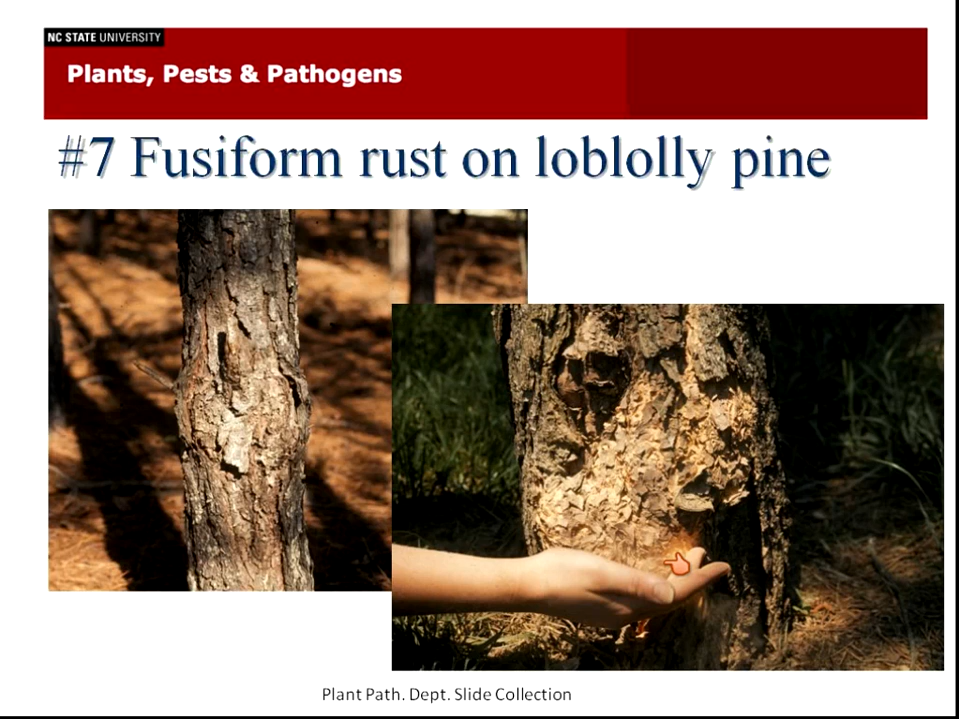 NC STATE UNIVERSITY
Plants, Pests & Pathogens
#7 Fusiform rust on loblolly pine
Plant Path. Dept. Slide Collection